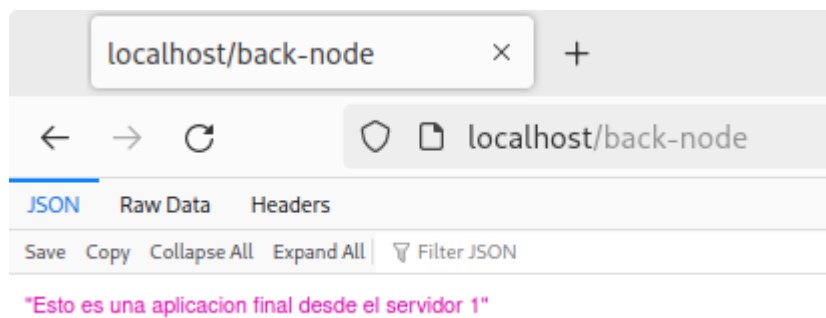 localhost/back-node
localhost/back-node
JSON Raw Data Headers
Save Copy Collapse All Expand All Filter JSON
"Esto es una aplicacion final desde el servidor 1"